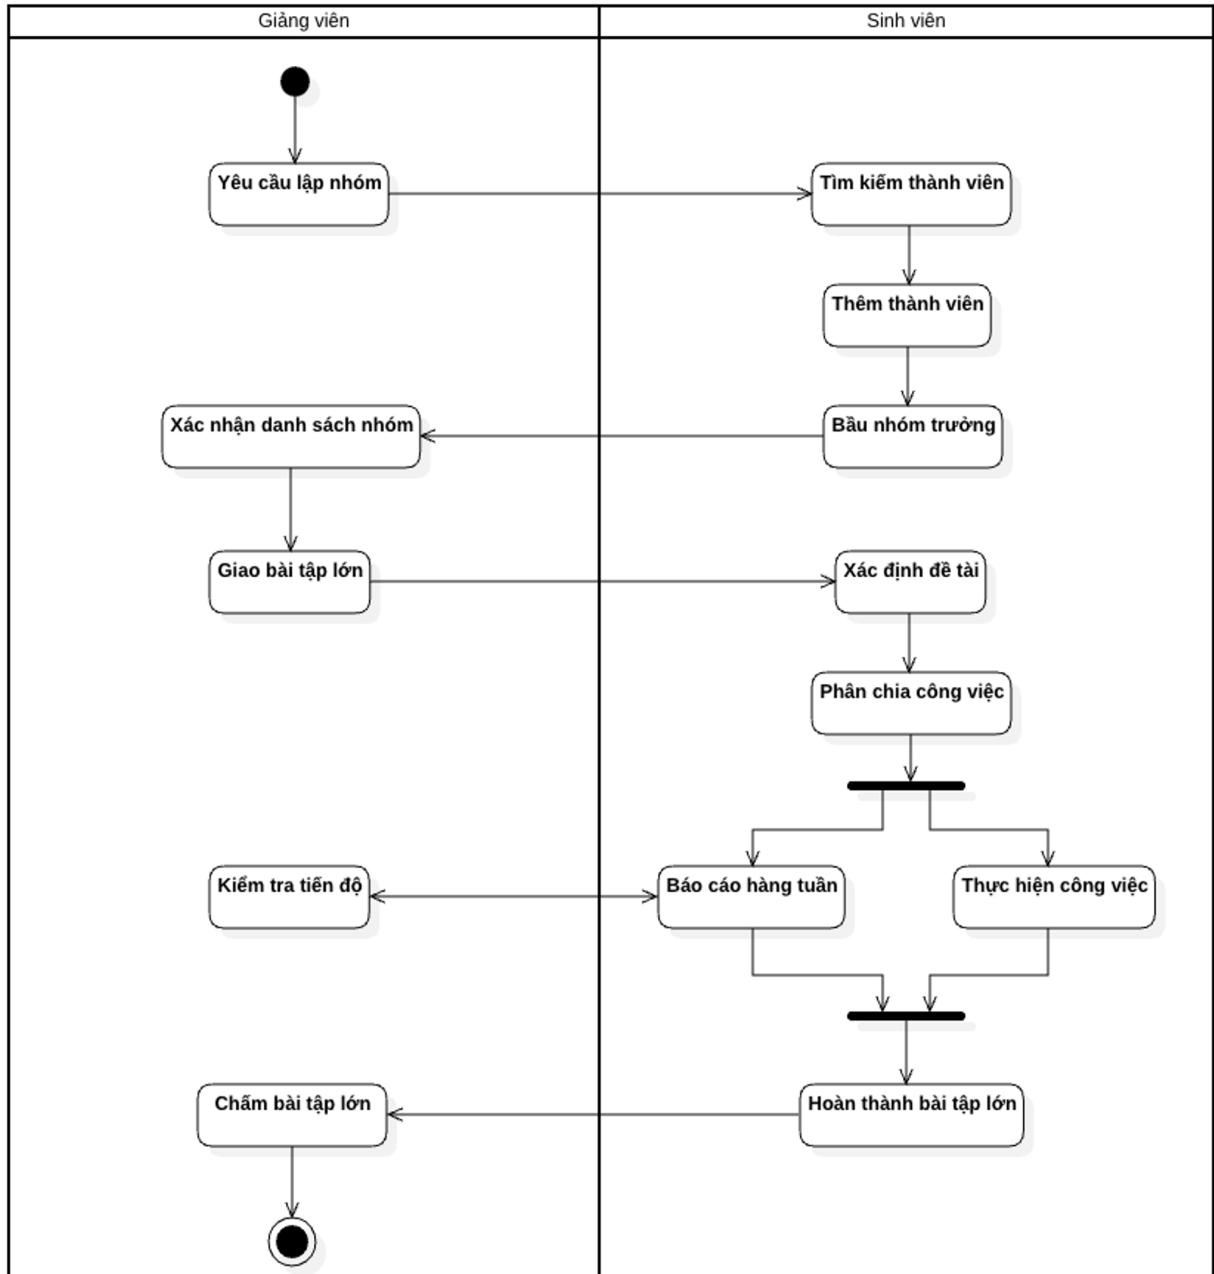 Giảng viên
Sinh viên
Yêu cầu lập nhóm
Tìm kiếm thành viên
Thêm thành viên
Xác nhận danh sách nhóm
Bầu nhóm trưởng
Giao bài tập lớn
Xác định đề tài
Phân chia công việc
Kiểm tra tiến độ
Báo cáo hàng tuần
Thực hiện công việc
Chấm bài tập lớn
Hoàn thành bài tập lớn